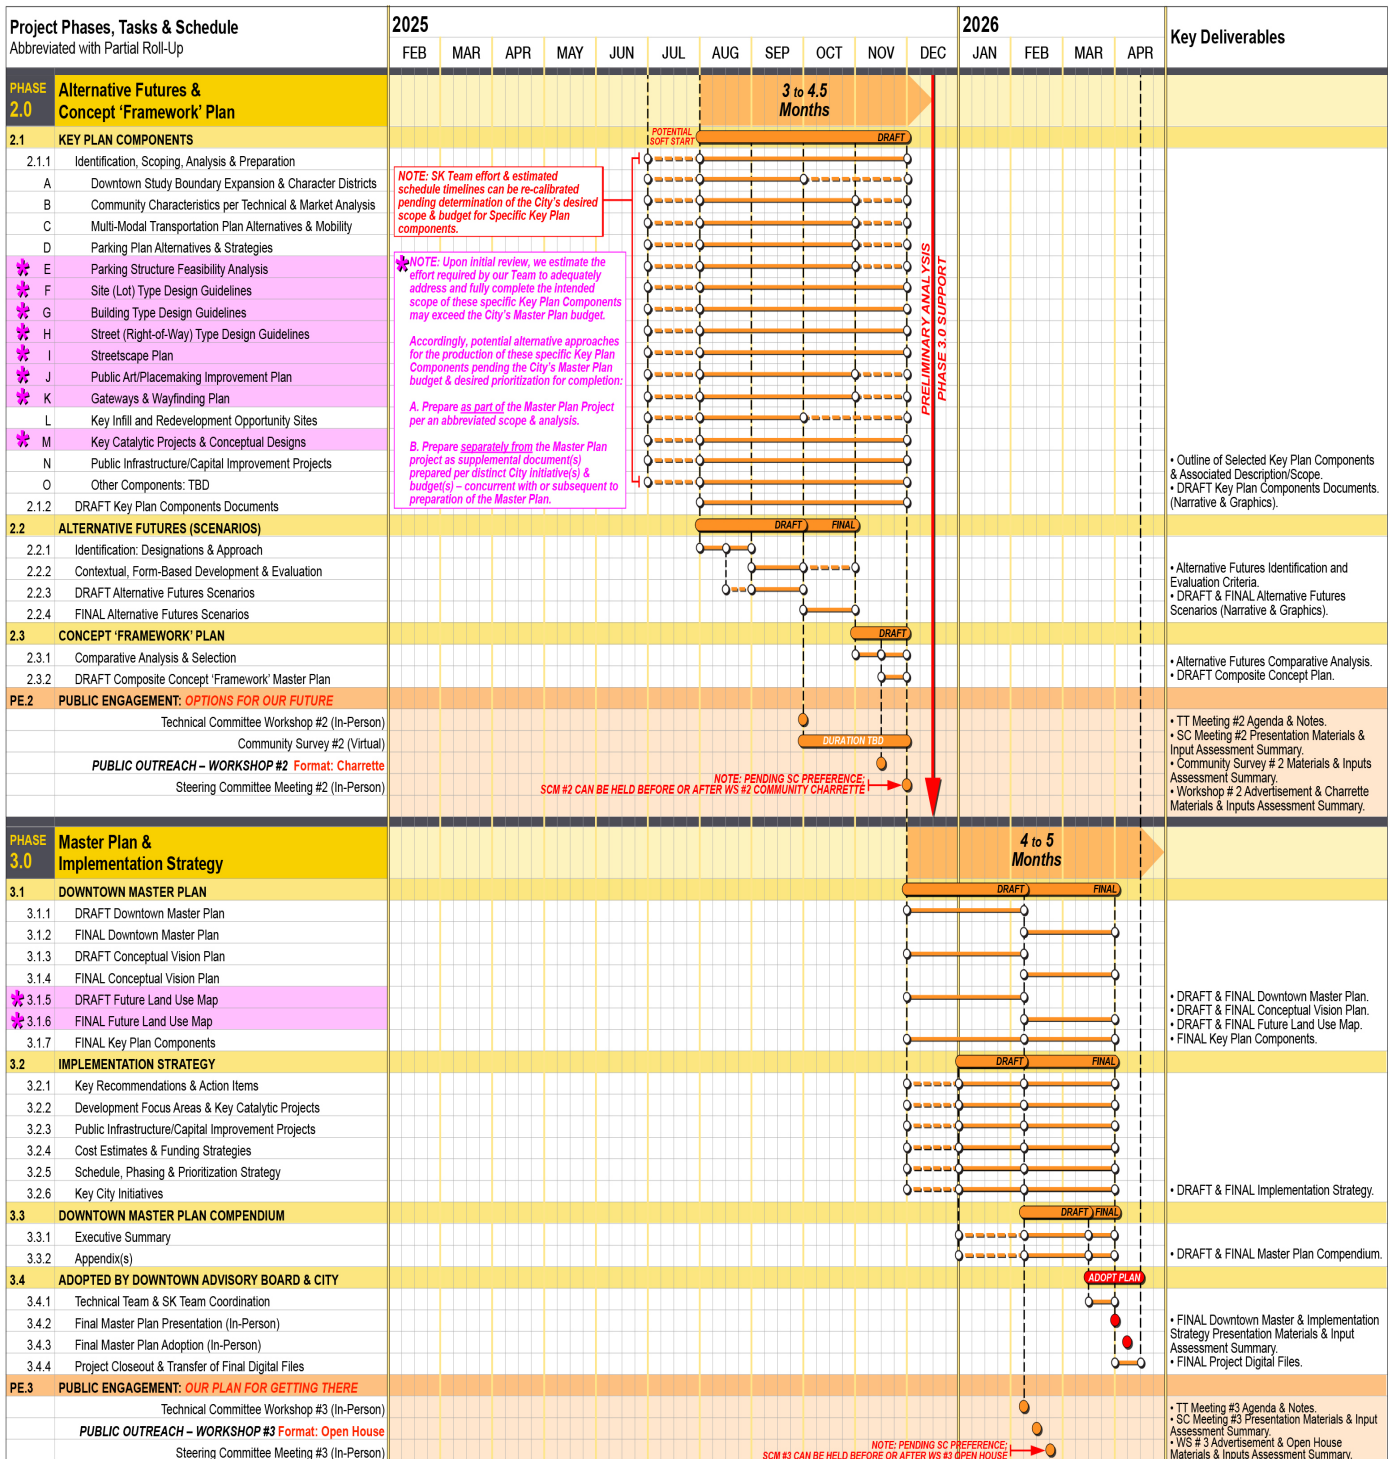 Project Phases, Tasks & Schedule
Abbreviated with Partial Roll-Up
2025
2026
FEB MAR APR MAY JUN JUL AUG SEP OCT NOV DEC JAN FEB MAR APR
Key Deliverables
PHASE
2.0
Alternative Futures &
Concept ‘Framework’ Plan
3 to 4.5
Months
2.1 KEY PLAN COMPONENTS
POTENTIAL
SOFT START
DRAFT
2.1.1 Identification, Scoping, Analysis & Preparation
A Downtown Study Boundary Expansion & Character Districts
B Community Characteristics per Technical & Market Analysis
C Multi-Modal Transportation Plan Alternatives & Mobility
D Parking Plan Alternatives & Strategies
* E Parking Structure Feasibility Analysis
* F Site (Lot) Type Design Guidelines
* G Building Type Design Guidelines
* H Street (Right-of-Way) Type Design Guidelines
* I Streetscape Plan
* J Public Art/Placemaking Improvement Plan
* K Gateways & Wayfinding Plan
L Key Infill and Redevelopment Opportunity Sites
* M Key Catalytic Projects & Conceptual Designs
N Public Infrastructure/Capital Improvement Projects
O Other Components: TBD
2.1.2 DRAFT Key Plan Components Documents
NOTE: SK Team effort & estimated
schedule timelines can be re-calibrated
pending determination of the City's desired
scope & budget for Specific Key Plan
components.
* NOTE: Upon initial review, we estimate the
effort required by our Team to adequately
address and fully complete the intended
scope of these specific Key Plan Components
may exceed the City's Master Plan budget.
Accordingly, potential alternative approaches
for the production of these specific Key Plan
Components pending the City's Master Plan
budget & desired prioritization for completion:
A. Prepare as part of the Master Plan Project
per an abbreviated scope & analysis.
B. Prepare separately from the Master Plan
project as supplemental document(s)
prepared per distinct City initiative(s) &
budget(s) – concurrent with or subsequent to
preparation of the Master Plan.
PRELIMINARY ANALYSIS
PHASE 3.0 SUPPORT
• Outline of Selected Key Plan Components
& Associated Description/Scope.
• DRAFT Key Plan Components Documents.
(Narrative & Graphics).
2.2 ALTERNATIVE FUTURES (SCENARIOS)
DRAFT FINAL
2.2.1 Identification: Designations & Approach
2.2.2 Contextual, Form-Based Development & Evaluation
2.2.3 DRAFT Alternative Futures Scenarios
2.2.4 FINAL Alternative Futures Scenarios
• Alternative Futures Identification and
Evaluation Criteria.
• DRAFT & FINAL Alternative Futures
Scenarios (Narrative & Graphics).
2.3 CONCEPT ‘FRAMEWORK’ PLAN
DRAFT
2.3.1 Comparative Analysis & Selection
2.3.2 DRAFT Composite Concept ‘Framework’ Master Plan
• Alternative Futures Comparative Analysis.
• DRAFT Composite Concept Plan.
PE.2 PUBLIC ENGAGEMENT: OPTIONS FOR OUR FUTURE
Technical Committee Workshop #2 (In-Person)
Community Survey #2 (Virtual)
DURATION TBD
PUBLIC OUTREACH – WORKSHOP #2 Format: Charrette
Steering Committee Meeting #2 (In-Person)
NOTE: PENDING SC PREFERENCE;
SCM #2 CAN BE HELD BEFORE OR AFTER WS #2 COMMUNITY CHARRETTE
• TT Meeting #2 Agenda & Notes.
• SC Meeting #2 Presentation Materials &
Input Assessment Summary.
• Community Survey # 2 Materials & Inputs
Assessment Summary.
• Workshop # 2 Advertisement & Charrette
Materials & Inputs Assessment Summary.
PHASE
3.0
Master Plan &
Implementation Strategy
4 to 5
Months
3.1 DOWNTOWN MASTER PLAN
DRAFT FINAL
3.1.1 DRAFT Downtown Master Plan
3.1.2 FINAL Downtown Master Plan
3.1.3 DRAFT Conceptual Vision Plan
3.1.4 FINAL Conceptual Vision Plan
* 3.1.5 DRAFT Future Land Use Map
* 3.1.6 FINAL Future Land Use Map
3.1.7 FINAL Key Plan Components
• DRAFT & FINAL Downtown Master Plan.
• DRAFT & FINAL Conceptual Vision Plan.
• DRAFT & FINAL Future Land Use Map.
• FINAL Key Plan Components.
3.2 IMPLEMENTATION STRATEGY
DRAFT FINAL
3.2.1 Key Recommendations & Action Items
3.2.2 Development Focus Areas & Key Catalytic Projects
3.2.3 Public Infrastructure/Capital Improvement Projects
3.2.4 Cost Estimates & Funding Strategies
3.2.5 Schedule, Phasing & Prioritization Strategy
3.2.6 Key City Initiatives
• DRAFT & FINAL Implementation Strategy.
3.3 DOWNTOWN MASTER PLAN COMPENDIUM
DRAFT FINAL
3.3.1 Executive Summary
3.3.2 Appendix(s)
• DRAFT & FINAL Master Plan Compendium.
3.4 ADOPTED BY DOWNTOWN ADVISORY BOARD & CITY
ADOPT PLAN
3.4.1 Technical Team & SK Team Coordination
3.4.2 Final Master Plan Presentation (In-Person)
3.4.3 Final Master Plan Adoption (In-Person)
3.4.4 Project Closeout & Transfer of Final Digital Files
• FINAL Downtown Master & Implementation
Strategy Presentation Materials & Input
Assessment Summary.
• FINAL Project Digital Files.
PE.3 PUBLIC ENGAGEMENT: OUR PLAN FOR GETTING THERE
Technical Committee Workshop #3 (In-Person)
PUBLIC OUTREACH – WORKSHOP #3 Format: Open House
Steering Committee Meeting #3 (In-Person)
NOTE: PENDING SC PREFERENCE;
SCM #3 CAN BE HELD BEFORE OR AFTER WS #3 OPEN HOUSE
• TT Meeting #3 Agenda & Notes.
• SC Meeting #3 Presentation Materials & Input
Assessment Summary.
• WS # 3 Advertisement & Open House
Materials & Inputs Assessment Summary.